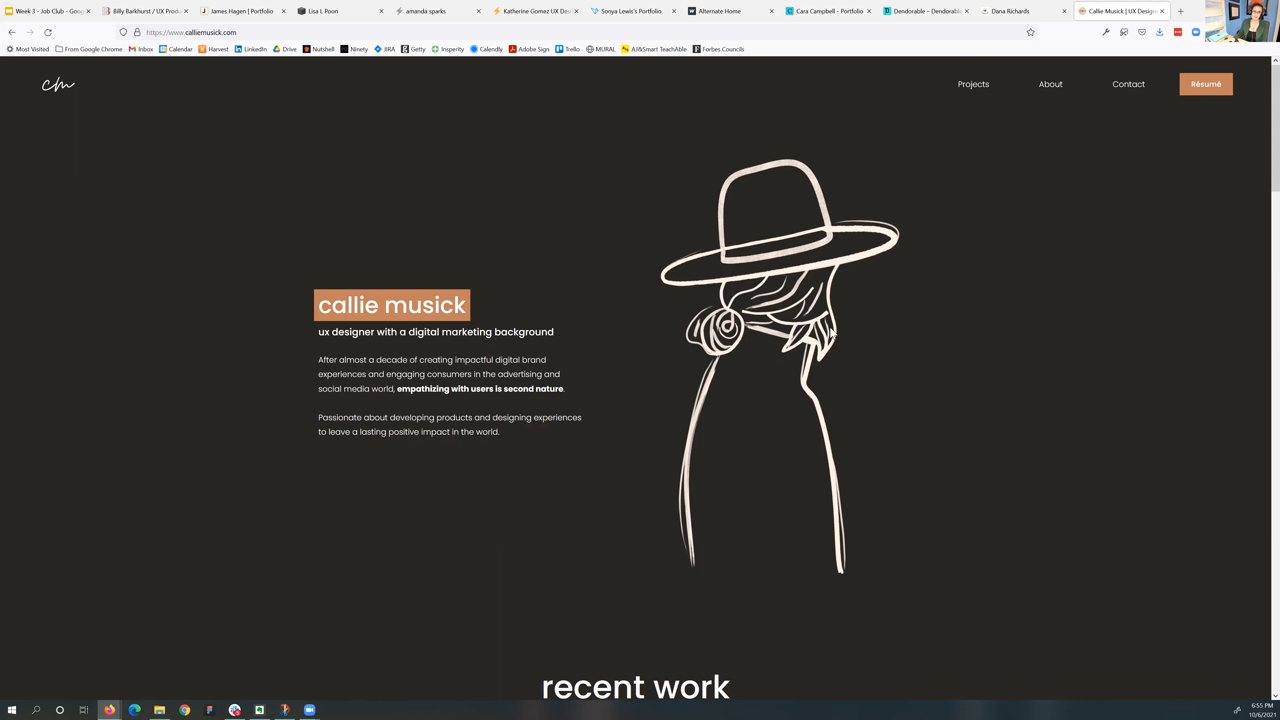 Week 3 - Job Club - Goog
Billy Barkhurst / UX Produ
James Hagen | Portfolio
Lisa L Poon
amanda sparks
Katherine Gomez UX Des
Sonya Lewis's Portfolio
Alternate Home
Cara Campbell - Portfolio
Dendorable – Dendorable
Dana Richards
Callie Musick | UX Design
https://www.calliemusick.com
Most Visited
From Google Chrome
Inbox
Calendar
Harvest
LinkedIn
Drive
Nutshell
Ninety
JIRA
Getty
Insperity
Calendly
Adobe Sign
Trello
MURAL
AJ&Smart TeachAble
Forbes Councils
cm
Projects
About
Contact
Résumé
callie musick
ux designer with a digital marketing background
After almost a decade of creating impactful digital brand
experiences and engaging consumers in the advertising and
social media world, empathizing with users is second nature.
Passionate about developing products and designing experiences
to leave a lasting positive impact in the world.
recent work
6:55 PM
10/6/2021